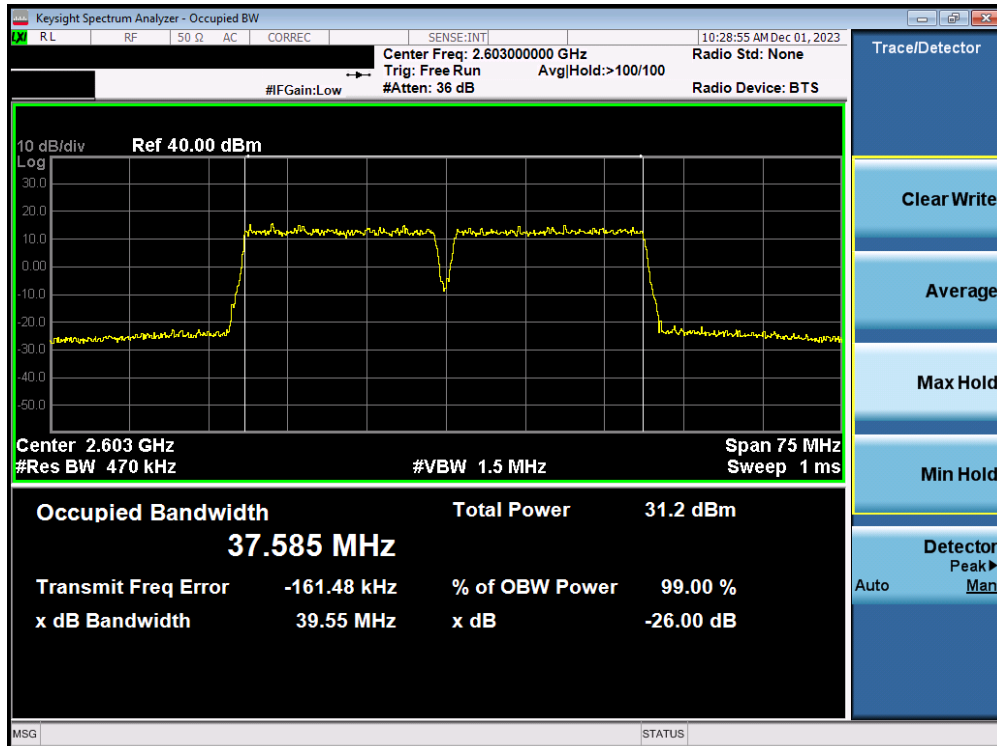 Keysight Spectrum Analyzer - Occupied BW
LXI RL RF 50 Ω AC CORREC SENSE:INT 10:28:55 AM Dec 01, 2023
Center Freq: 2.603000000 GHz Radio Std: None
Trig: Free Run Avg|Hold:>100/100
#IFGain:Low #Atten: 36 dB Radio Device: BTS
Trace/Detector
10 dB/div Ref 40.00 dBm
Log
30.0
20.0
10.0
0.00
-10.0
-20.0
-30.0
-40.0
-50.0
Center 2.603 GHz Span 75 MHz
#Res BW 470 kHz #VBW 1.5 MHz Sweep 1 ms
Occupied Bandwidth Total Power 31.2 dBm
37.585 MHz
Transmit Freq Error -161.48 kHz % of OBW Power 99.00 %
x dB Bandwidth 39.55 MHz x dB -26.00 dB
Clear Write
Average
Max Hold
Min Hold
Detector
Peak▶
Auto Man
MSG STATUS